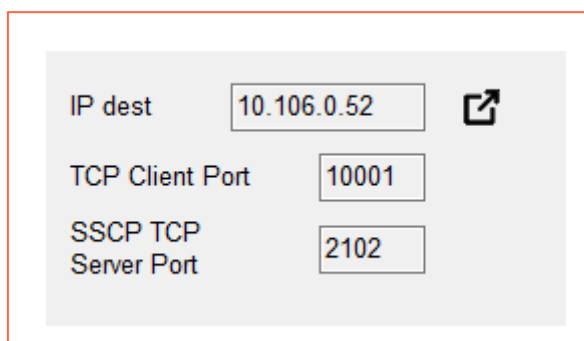 IP dest 10.106.0.52
TCP Client Port 10001
SSCP TCP
Server Port 2102